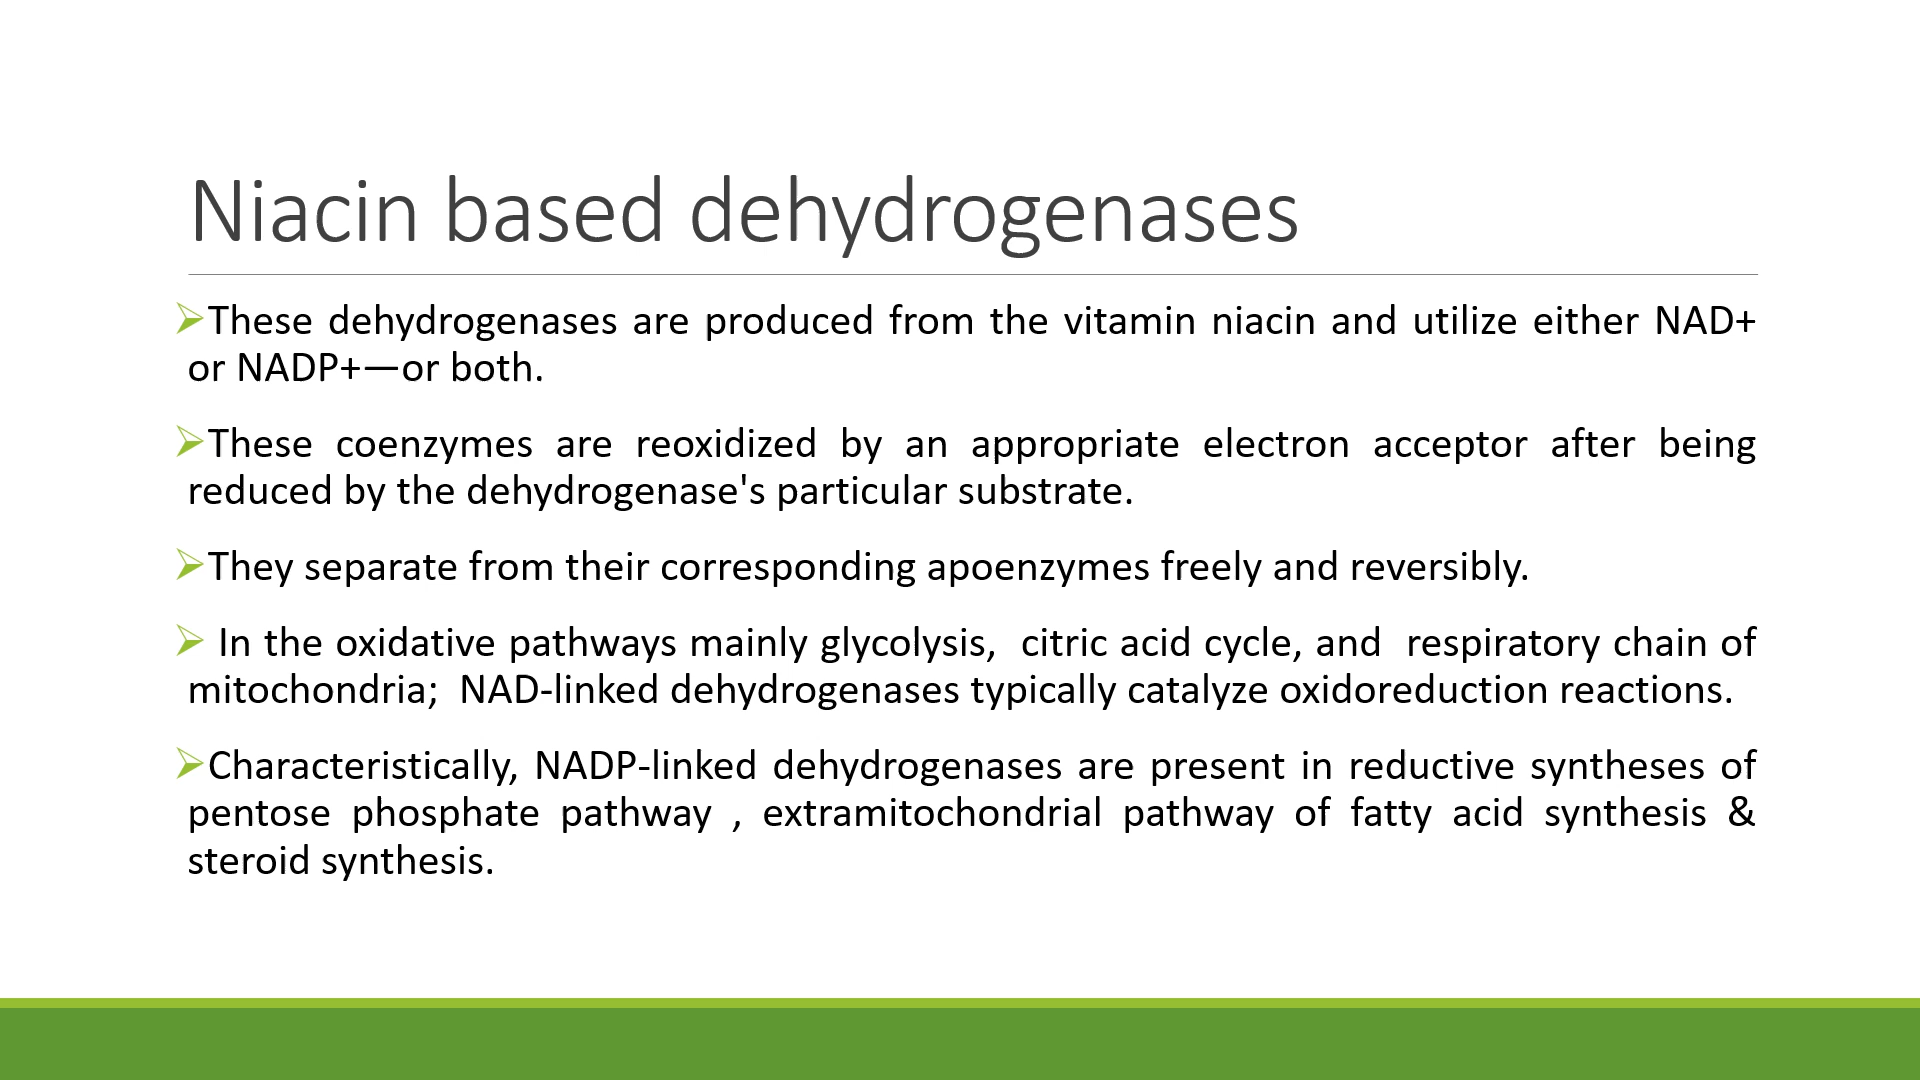 Niacin based dehydrogenases
These dehydrogenases are produced from the vitamin niacin and utilize either NAD+
or NADP+—or both.
These coenzymes are reoxidized by an appropriate electron acceptor after being
reduced by the dehydrogenase's particular substrate.
They separate from their corresponding apoenzymes freely and reversibly.
In the oxidative pathways mainly glycolysis,  citric acid cycle, and  respiratory chain of
mitochondria;  NAD-linked dehydrogenases typically catalyze oxidoreduction reactions.
Characteristically, NADP-linked dehydrogenases are present in reductive syntheses of
pentose phosphate pathway , extramitochondrial pathway of fatty acid synthesis &
steroid synthesis.